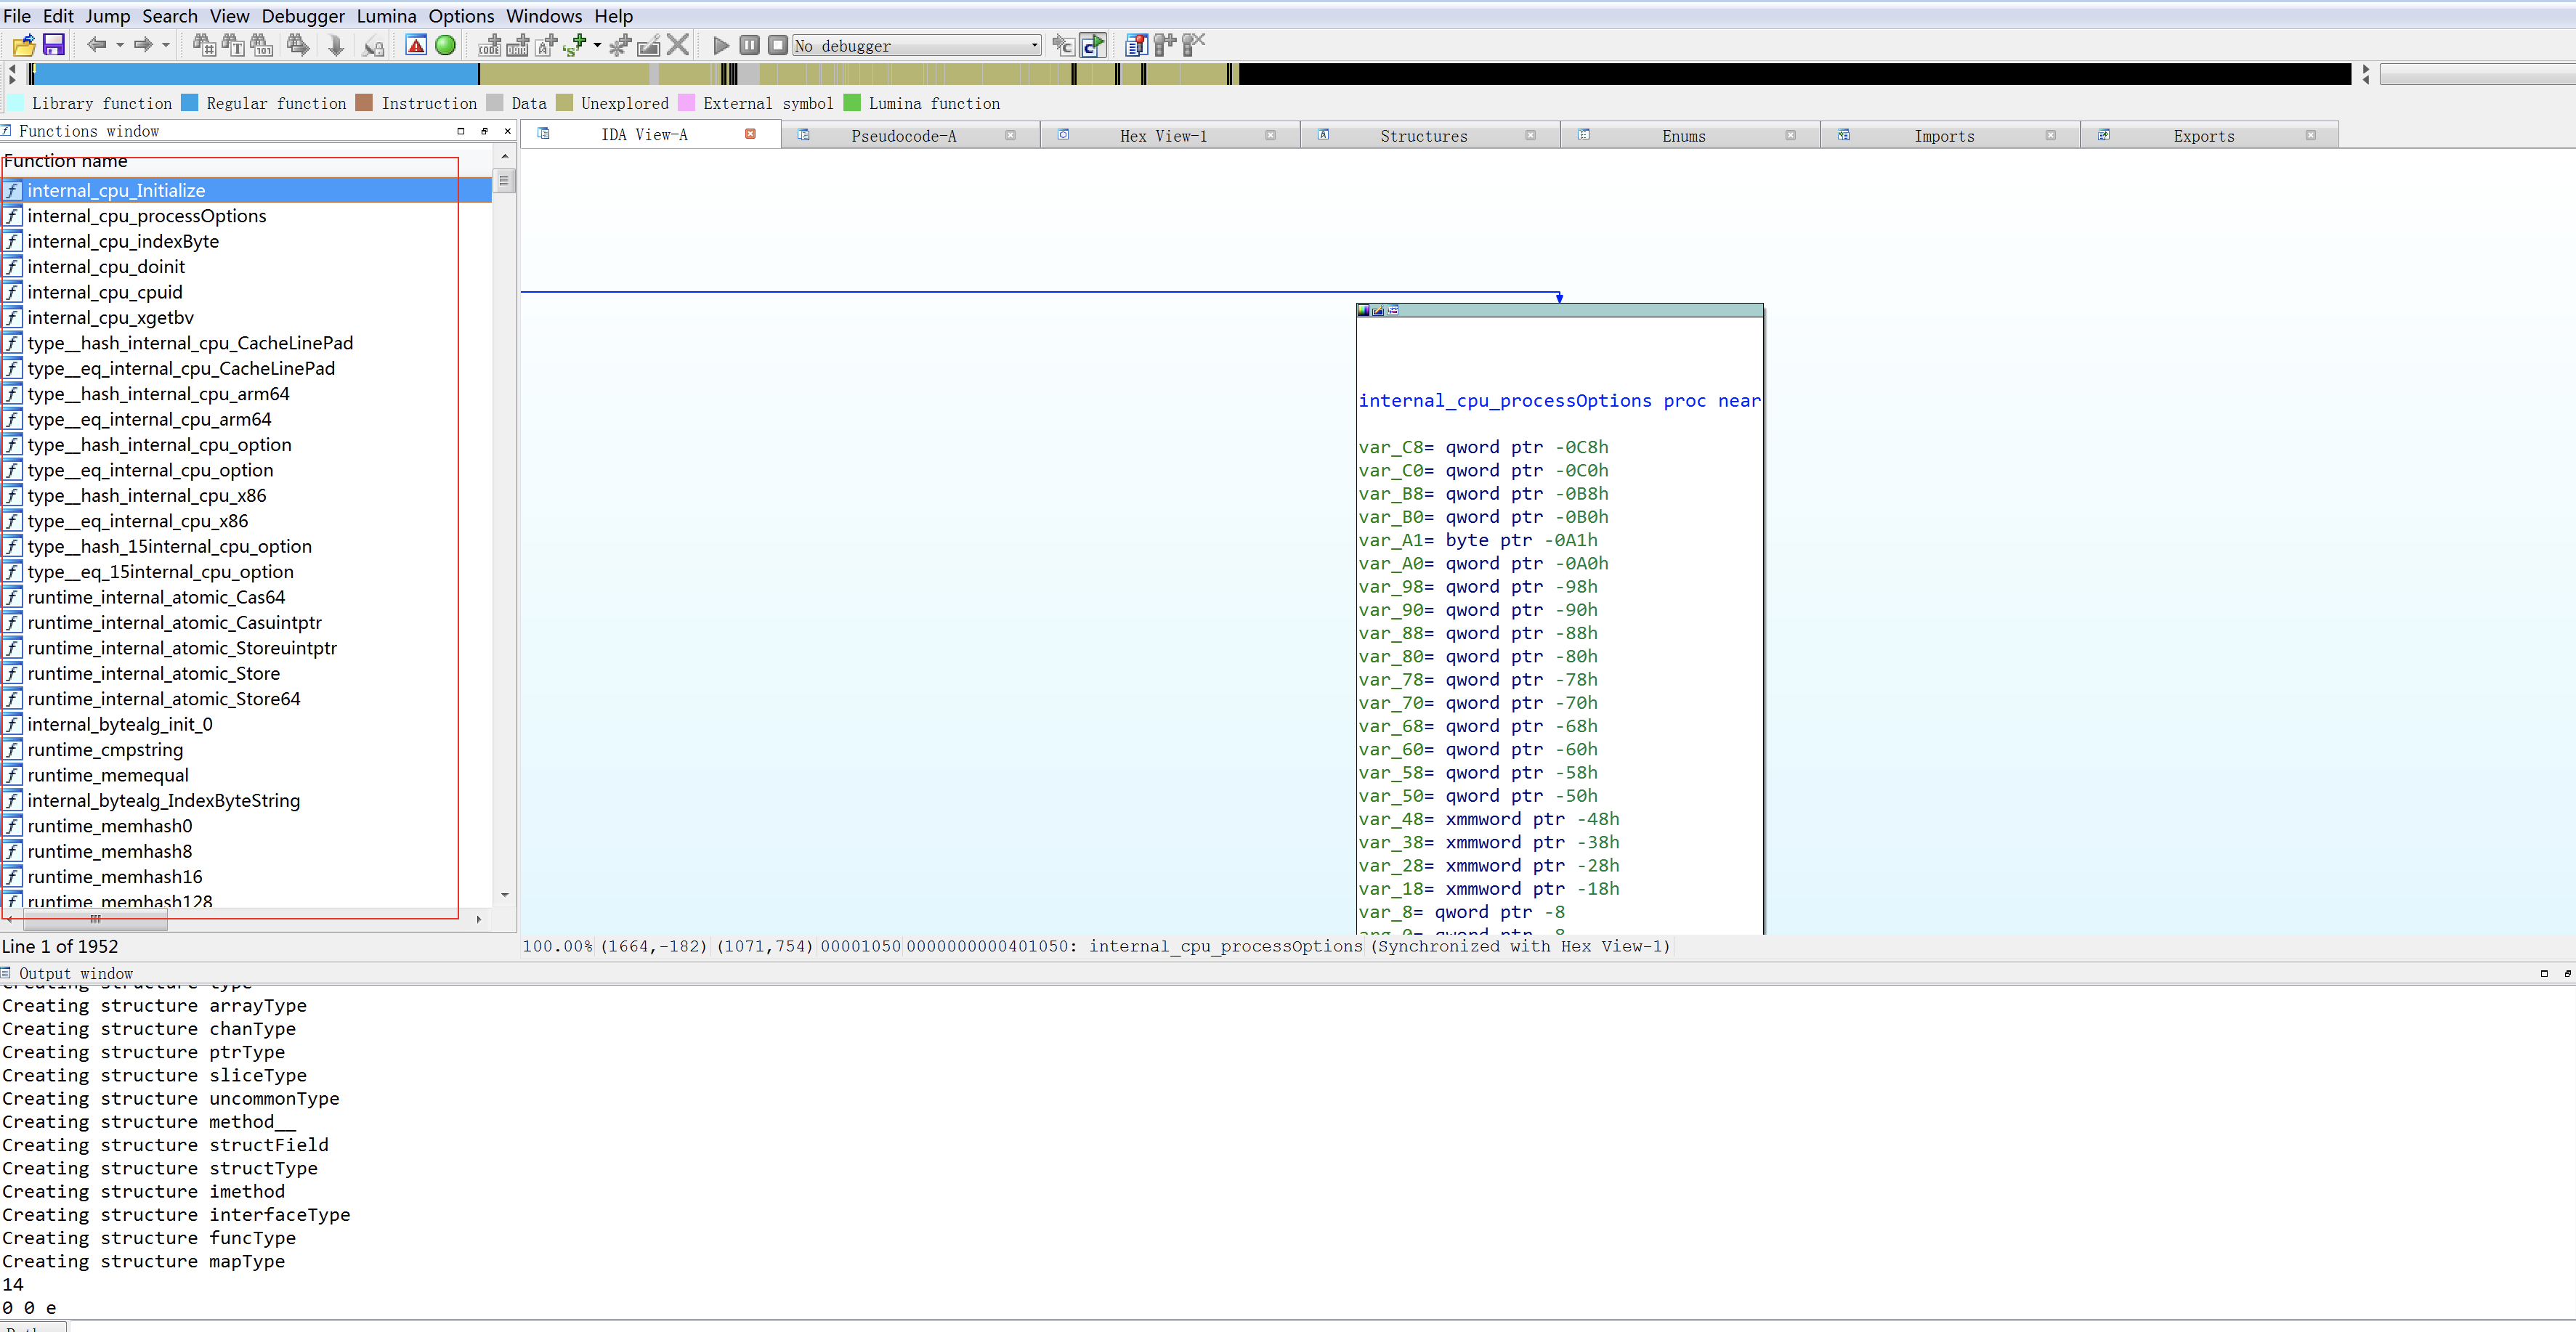 File Edit Jump Search View Debugger Lumina Options Windows Help
No debugger
Library function Regular function Instruction Data Unexplored External symbol Lumina function
Functions window
IDA View-A Pseudocode-A Hex View-1 Structures Enums Imports Exports
Function name
internal_cpu_Initialize
internal_cpu_processOptions
internal_cpu_indexByte
internal_cpu_doinit
internal_cpu_cpuid
internal_cpu_xgetbv
type__hash_internal_cpu_CacheLinePad
type__eq_internal_cpu_CacheLinePad
type__hash_internal_cpu_arm64
type__eq_internal_cpu_arm64
type__hash_internal_cpu_option
type__eq_internal_cpu_option
type__hash_internal_cpu_x86
type__eq_internal_cpu_x86
type__hash_15internal_cpu_option
type__eq_15internal_cpu_option
runtime_internal_atomic_Cas64
runtime_internal_atomic_Casuintptr
runtime_internal_atomic_Storeuintptr
runtime_internal_atomic_Store
runtime_internal_atomic_Store64
internal_bytealg_init_0
runtime_cmpstring
runtime_memequal
internal_bytealg_IndexByteString
runtime_memhash0
runtime_memhash8
runtime_memhash16
runtime_memhash128
Line 1 of 1952
internal_cpu_processOptions proc near
var_C8= qword ptr -0C8h
var_C0= qword ptr -0C0h
var_B8= qword ptr -0B8h
var_B0= qword ptr -0B0h
var_A1= byte ptr -0A1h
var_A0= qword ptr -0A0h
var_98= qword ptr -98h
var_90= qword ptr -90h
var_88= qword ptr -88h
var_80= qword ptr -80h
var_78= qword ptr -78h
var_70= qword ptr -70h
var_68= qword ptr -68h
var_60= qword ptr -60h
var_58= qword ptr -58h
var_50= qword ptr -50h
var_48= xmmword ptr -48h
var_38= xmmword ptr -38h
var_28= xmmword ptr -28h
var_18= xmmword ptr -18h
var_8= qword ptr -8
100.00% (1664,-182) (1071,754) 00001050 0000000000401050: internal_cpu_processOptions (Synchronized with Hex View-1)
Output window
Creating structure type
Creating structure arrayType
Creating structure chanType
Creating structure ptrType
Creating structure sliceType
Creating structure uncommonType
Creating structure method__
Creating structure structField
Creating structure structType
Creating structure imethod
Creating structure interfaceType
Creating structure funcType
Creating structure mapType
14
0 0 e